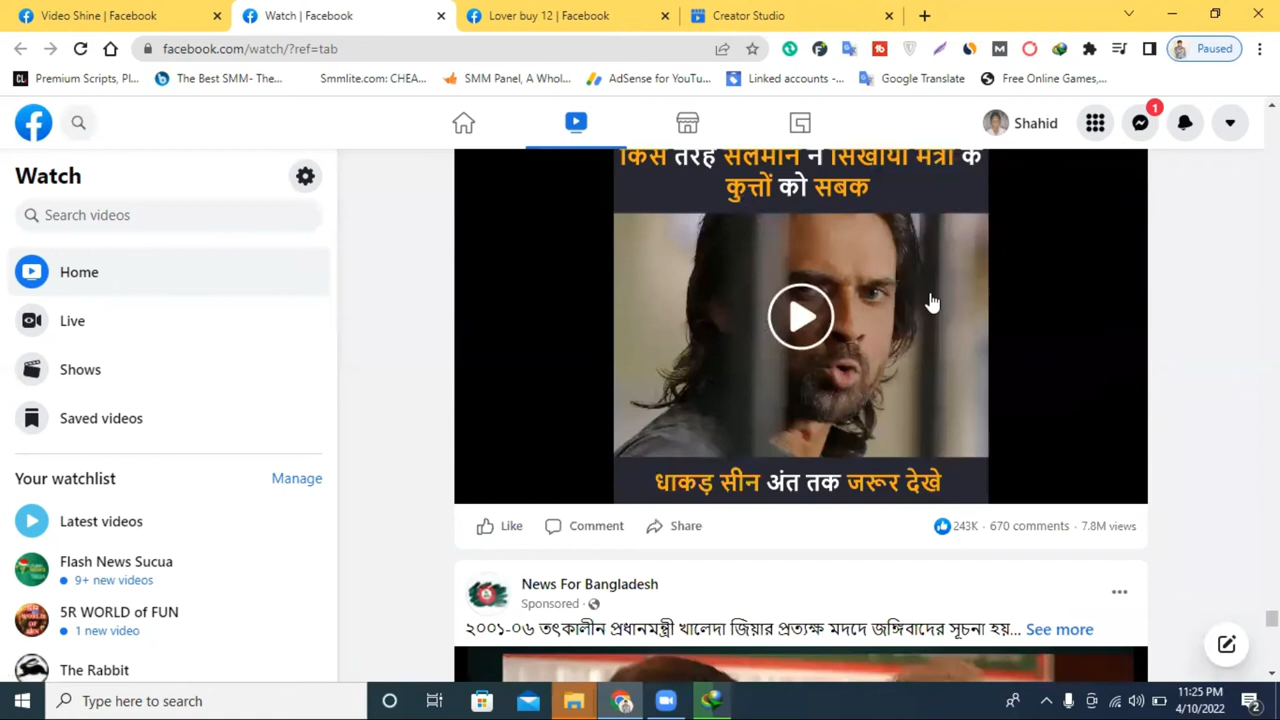 Video Shine | Facebook
Watch | Facebook
Lover buy 12 | Facebook
Creator Studio
facebook.com/watch/?ref=tab
Paused
Premium Scripts, Pl...
The Best SMM- The...
Smmlite.com: CHEA...
SMM Panel, A Whol...
AdSense for YouTu...
Linked accounts -...
Google Translate
Free Online Games,...
Shahid
1
Watch
Search videos
Home
Live
Shows
Saved videos
Your watchlist
Manage
Latest videos
Flash News Sucua
9+ new videos
5R WORLD of FUN
1 new video
The Rabbit
किस तरह सलमान ने सिखाया मंत्री के
कुत्तों को सबक
धाकड़ सीन अंत तक जरूर देखे
Like
Comment
Share
243K · 670 comments · 7.8M views
News For Bangladesh
Sponsored ·
২০০১-০৬ তৎকালীন প্রধানমন্ত্রী খালেদা জিয়ার প্রত্যক্ষ মদদে জঙ্গিবাদের সূচনা হয়... See more
Type here to search
11:25 PM
4/10/2022
2